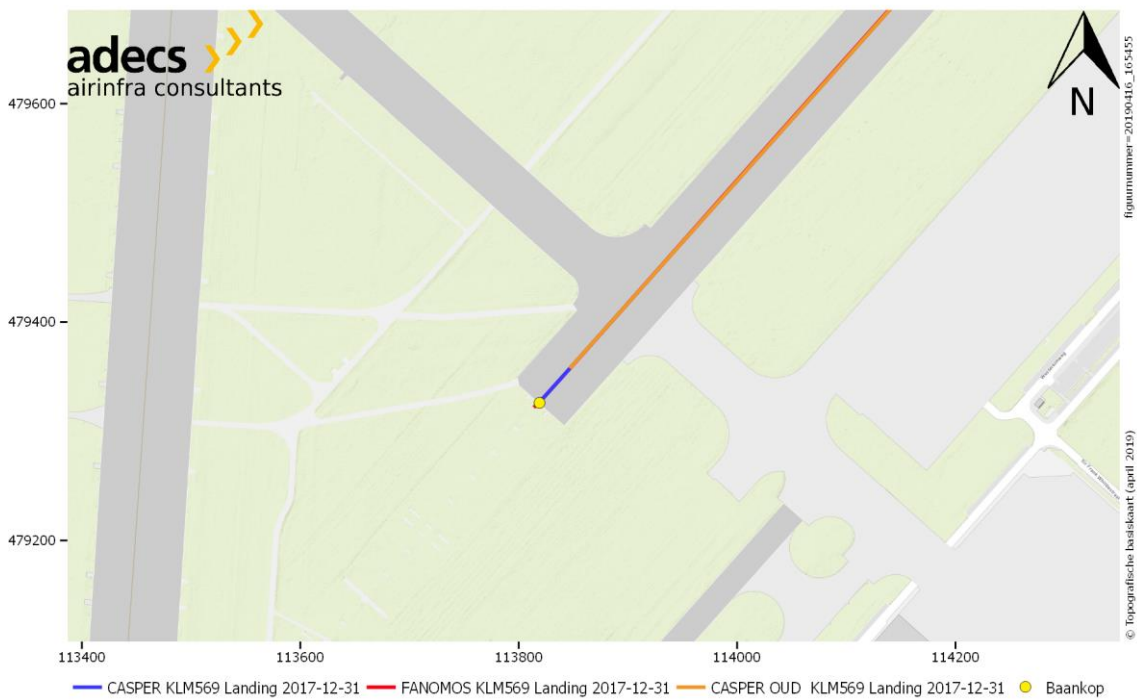 adecs
airinfra consultants
N
figuurnummer=20190416_165455
479600
479400
479200
© Topografische basiskaart (april 2019)
113400 113600 113800 114000 114200
CASPER KLM569 Landing 2017-12-31 FANOMOS KLM569 Landing 2017-12-31 CASPER OUD KLM569 Landing 2017-12-31 Baankop